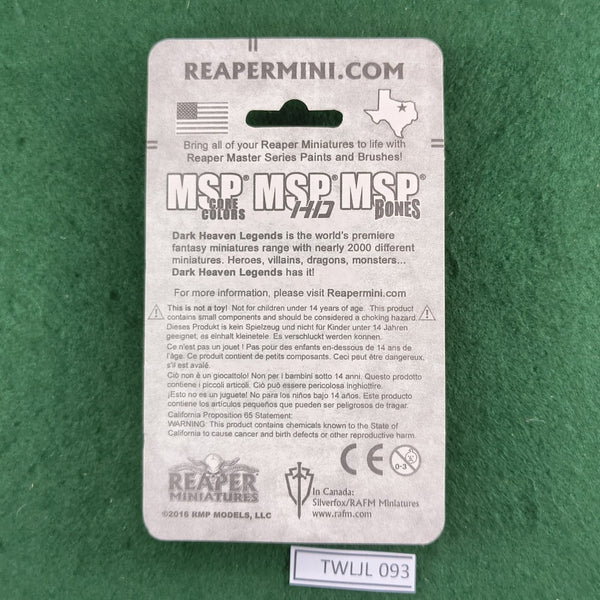 REAPERMINI.COM
Bring all of your Reaper Miniatures to life with
Reaper Master Series Paints and Brushes!
MSP® CORE COLORS MSP® HD MSP® BONES
Dark Heaven Legends is the world's premiere
fantasy miniatures range with nearly 2000 different
miniatures. Heroes, villains, dragons, monsters...
Dark Heaven Legends has it!
For more information, please visit Reapermini.com
This is not a toy! Not for children under 14 years of age. This product
contains small components and should be considered a choking hazard.
Dieses Produkt is kein Spielzeug und nicht für Kinder unter 14 Jahren
geeignet; es einhalt kleineteile. Es verschluckt werden konnen.
Ce n'est pas un jouet ! Pas pour des enfants en-dessous de 14 ans de
l'âge. Ce produit contient de petits composants. Ceci peut être dangereux,
s'il est avalé.
Ciò non è un giocattolo! Non per i bambini sotto 14 anni. Questo prodotto
contiene i piccoli articoli. Ciò può essere pericolosa inghiottire.
¡Esto no es un juguete! No para los niños bajo 14 años. Este producto
contiene los artículos pequeños que pueden ser peligrosos de tragar.
California Proposition 65 Statement:
WARNING: This product contains chemicals known to the State of
California to cause cancer and birth defects or other reproductive harm.
REAPER
MINIATURES
©2016 RMP MODELS, LLC
In Canada:
Silverfox/RAFM Miniatures
www.rafm.com
CE
0-3
TWLJL 093